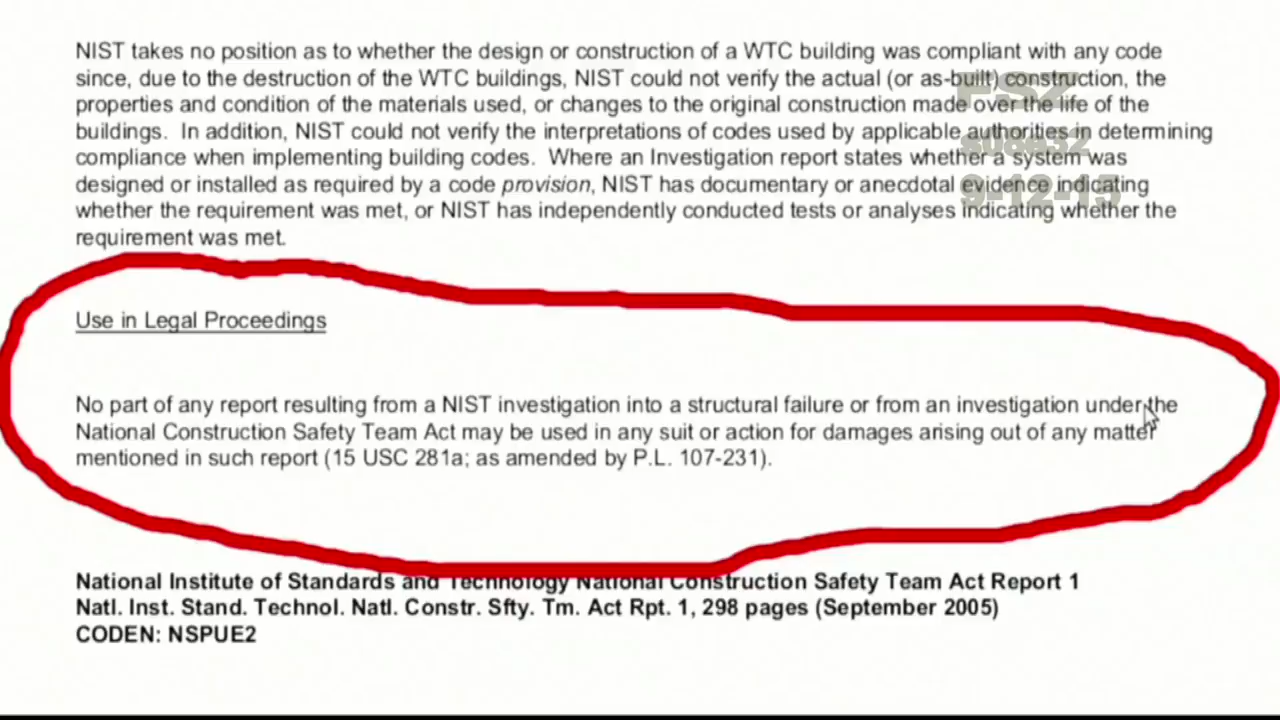 NIST takes no position as to whether the design or construction of a WTC building was compliant with any code
since, due to the destruction of the WTC buildings, NIST could not verify the actual (or as-built) construction, the
properties and condition of the materials used, or changes to the original construction made over the life of the
buildings. In addition, NIST could not verify the interpretations of codes used by applicable authorities in determining
compliance when implementing building codes. Where an Investigation report states whether a system was
designed or installed as required by a code provision, NIST has documentary or anecdotal evidence indicating
whether the requirement was met, or NIST has independently conducted tests or analyses indicating whether the
requirement was met.
9-12-15
Use in Legal Proceedings
No part of any report resulting from a NIST investigation into a structural failure or from an investigation under the
National Construction Safety Team Act may be used in any suit or action for damages arising out of any matter
mentioned in such report (15 USC 281a; as amended by P.L. 107-231).
National Institute of Standards and Technology National Construction Safety Team Act Report 1
Natl. Inst. Stand. Technol. Natl. Constr. Sfty. Tm. Act Rpt. 1, 298 pages (September 2005)
CODEN: NSPUE2